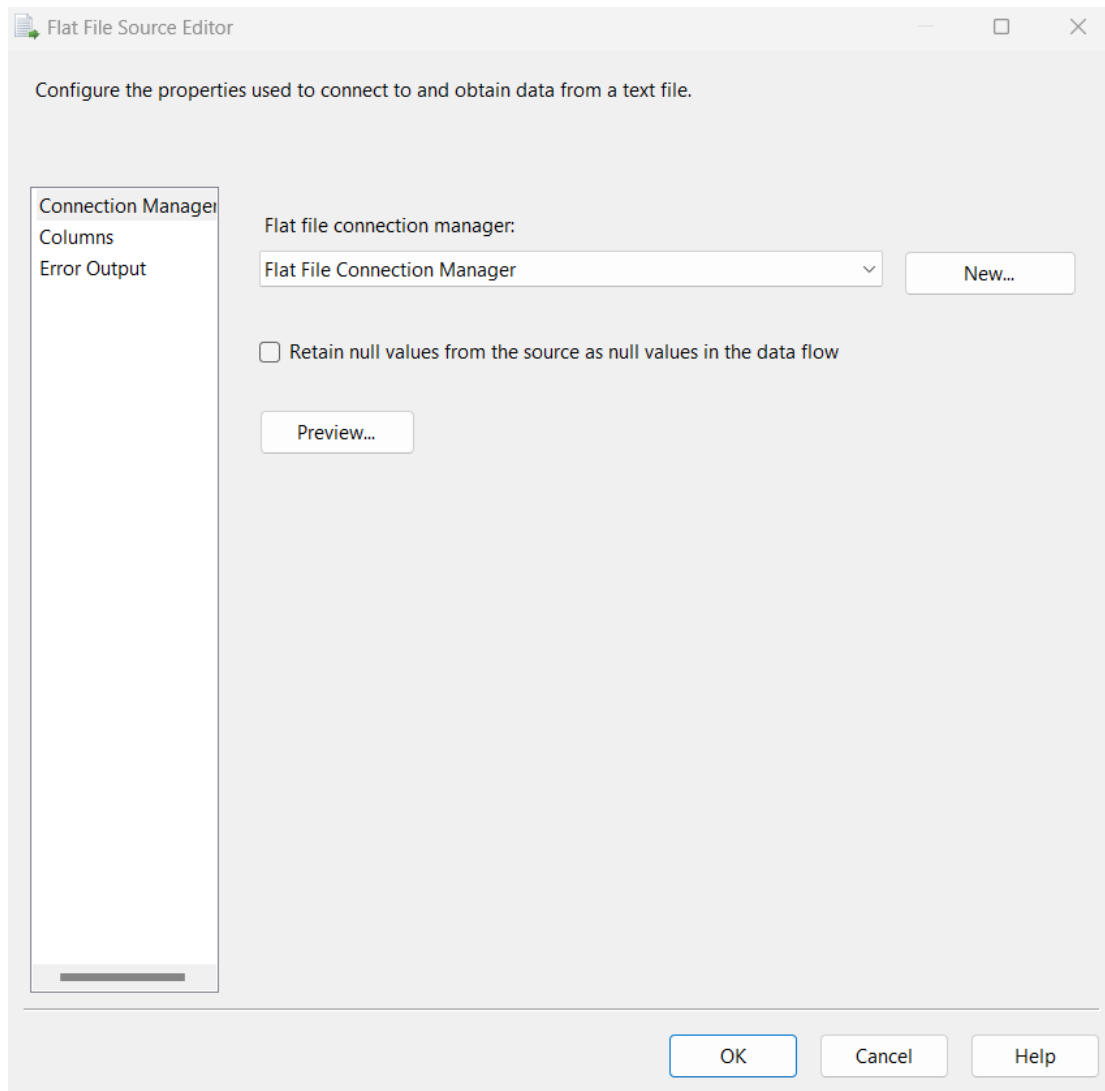 Flat File Source Editor
Configure the properties used to connect to and obtain data from a text file.
Connection Manager
Columns
Error Output
Flat file connection manager:
Flat File Connection Manager
New...
Retain null values from the source as null values in the data flow
Preview...
OK
Cancel
Help